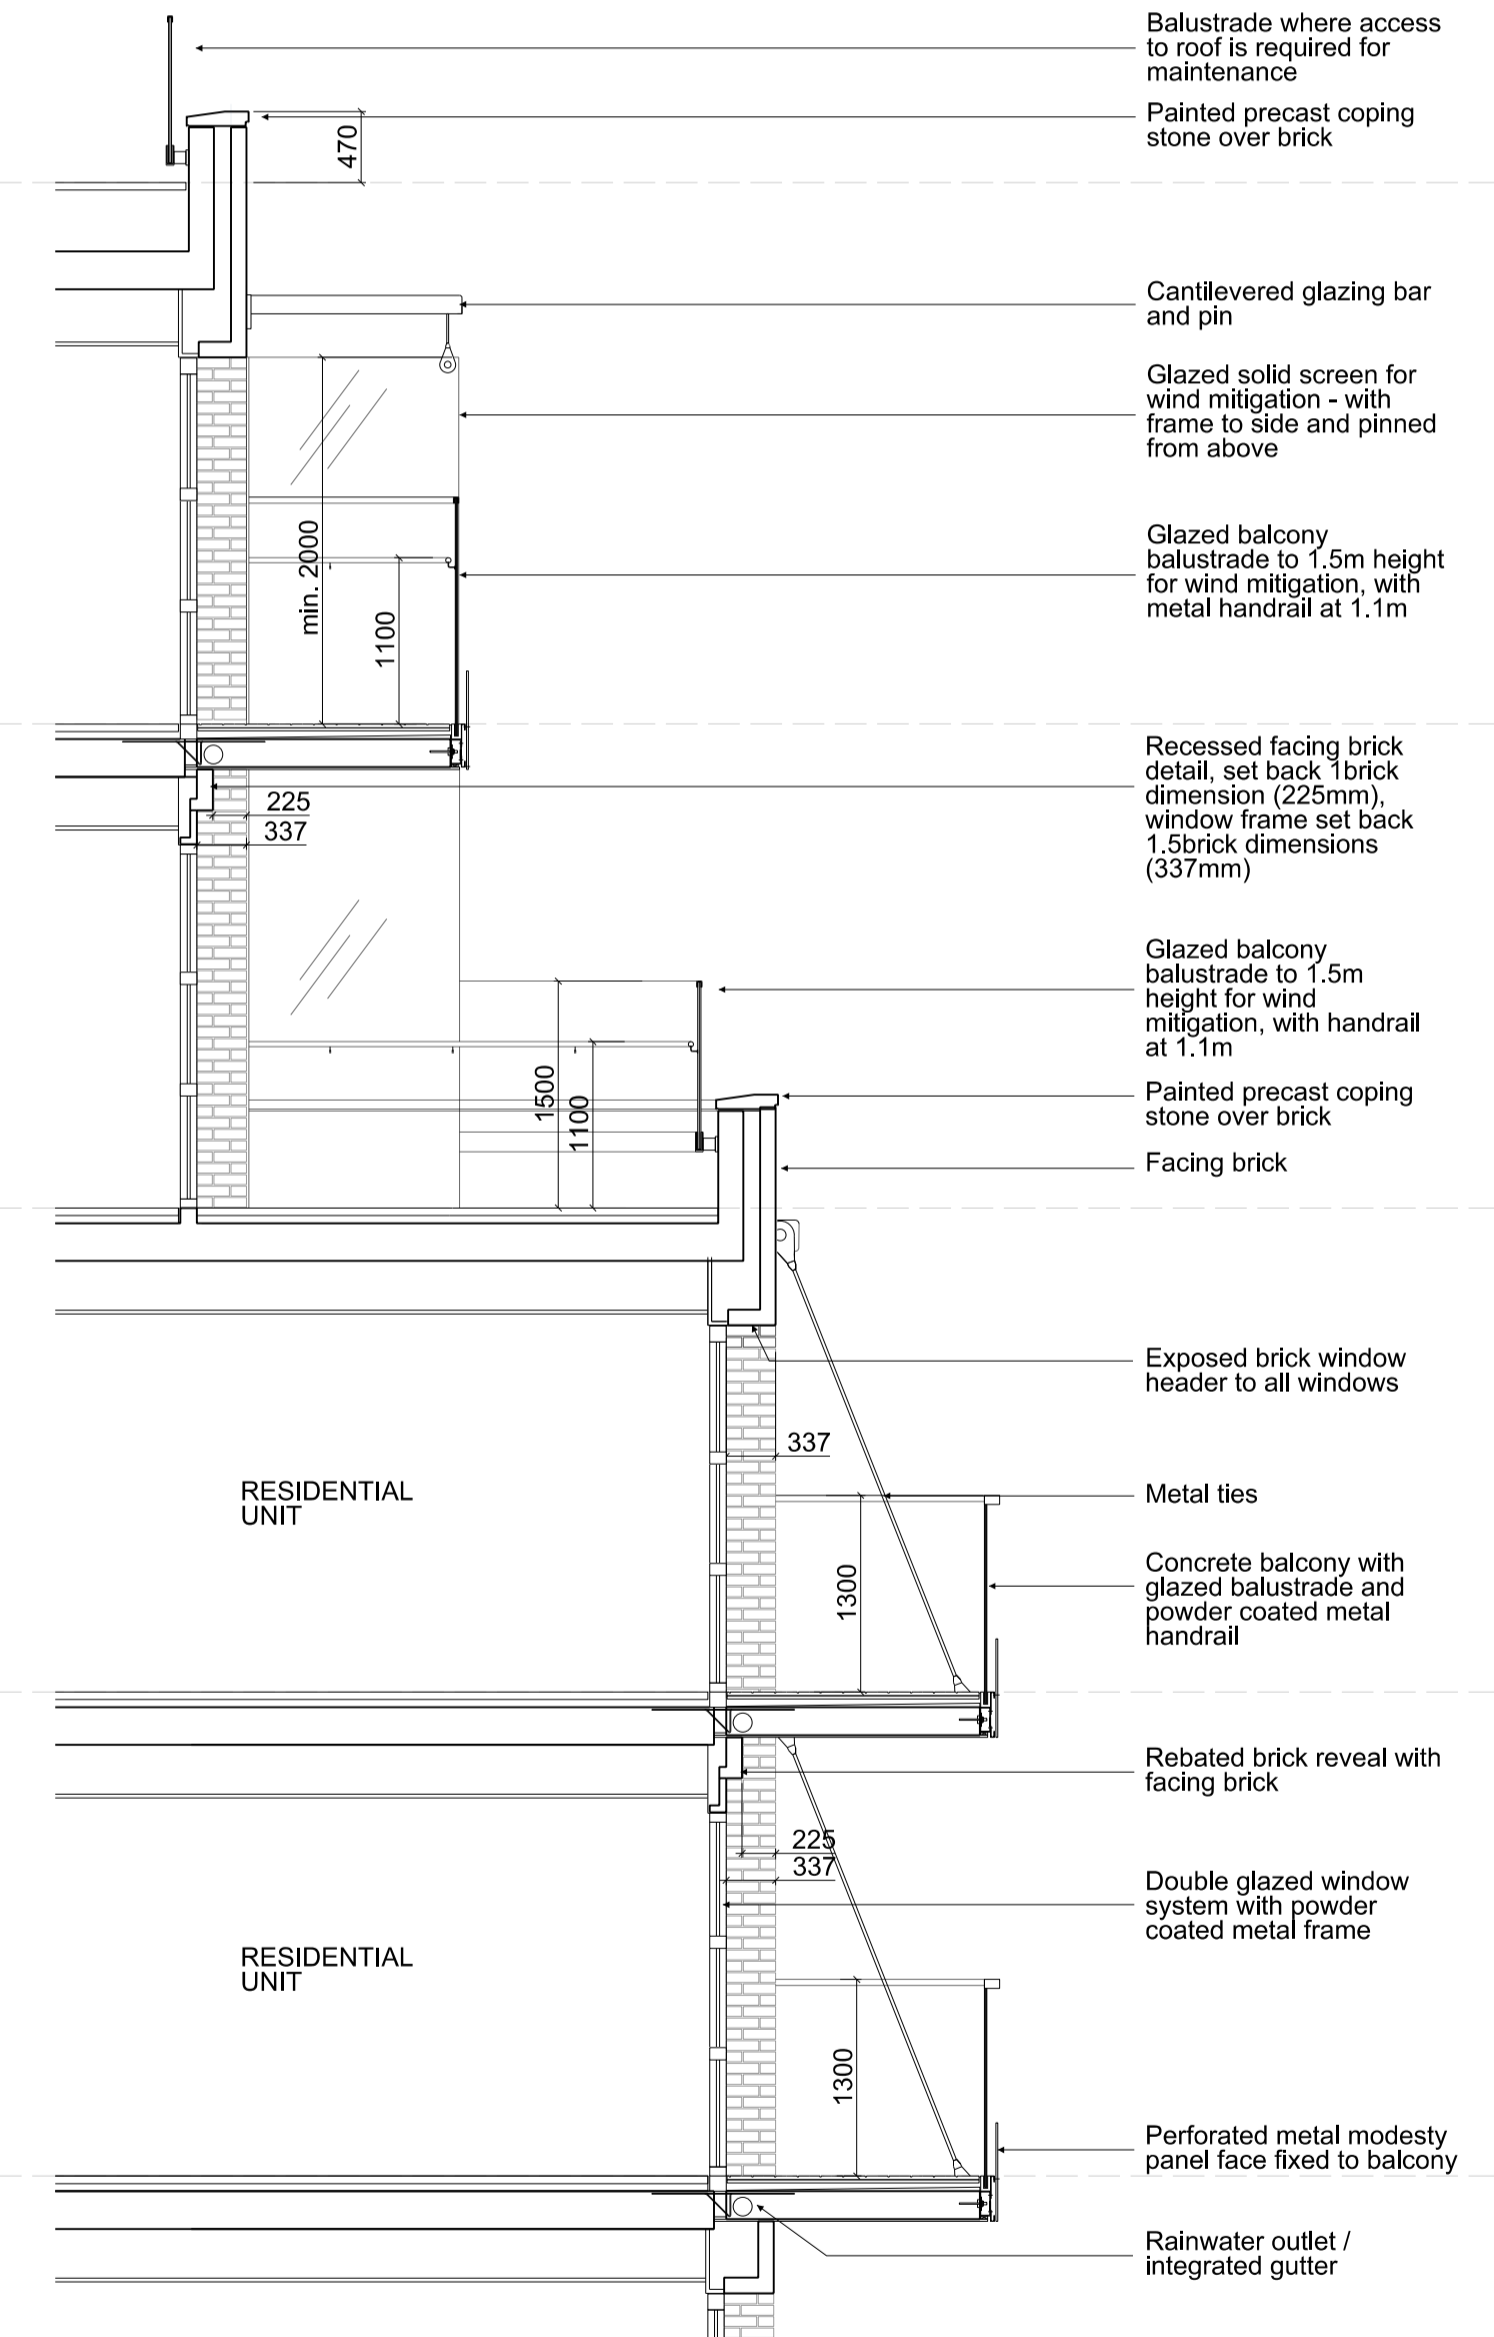 Balustrade where access
to roof is required for
maintenance
Painted precast coping
stone over brick
470
Cantilevered glazing bar
and pin
Glazed solid screen for
wind mitigation - with
frame to side and pinned
from above
min. 2000
1100
Glazed balcony
balustrade to 1.5m height
for wind mitigation, with
metal handrail at 1.1m
Recessed facing brick
detail, set back 1brick
dimension (225mm),
window frame set back
1.5brick dimensions
(337mm)
225
337
Glazed balcony
balustrade to 1.5m
height for wind
mitigation, with handrail
at 1.1m
1500
1100
Painted precast coping
stone over brick
Facing brick
Exposed brick window
header to all windows
337
RESIDENTIAL
UNIT
Metal ties
1300
Concrete balcony with
glazed balustrade and
powder coated metal
handrail
Rebated brick reveal with
facing brick
225
337
Double glazed window
system with powder
coated metal frame
RESIDENTIAL
UNIT
1300
Perforated metal modesty
panel face fixed to balcony
Rainwater outlet /
integrated gutter